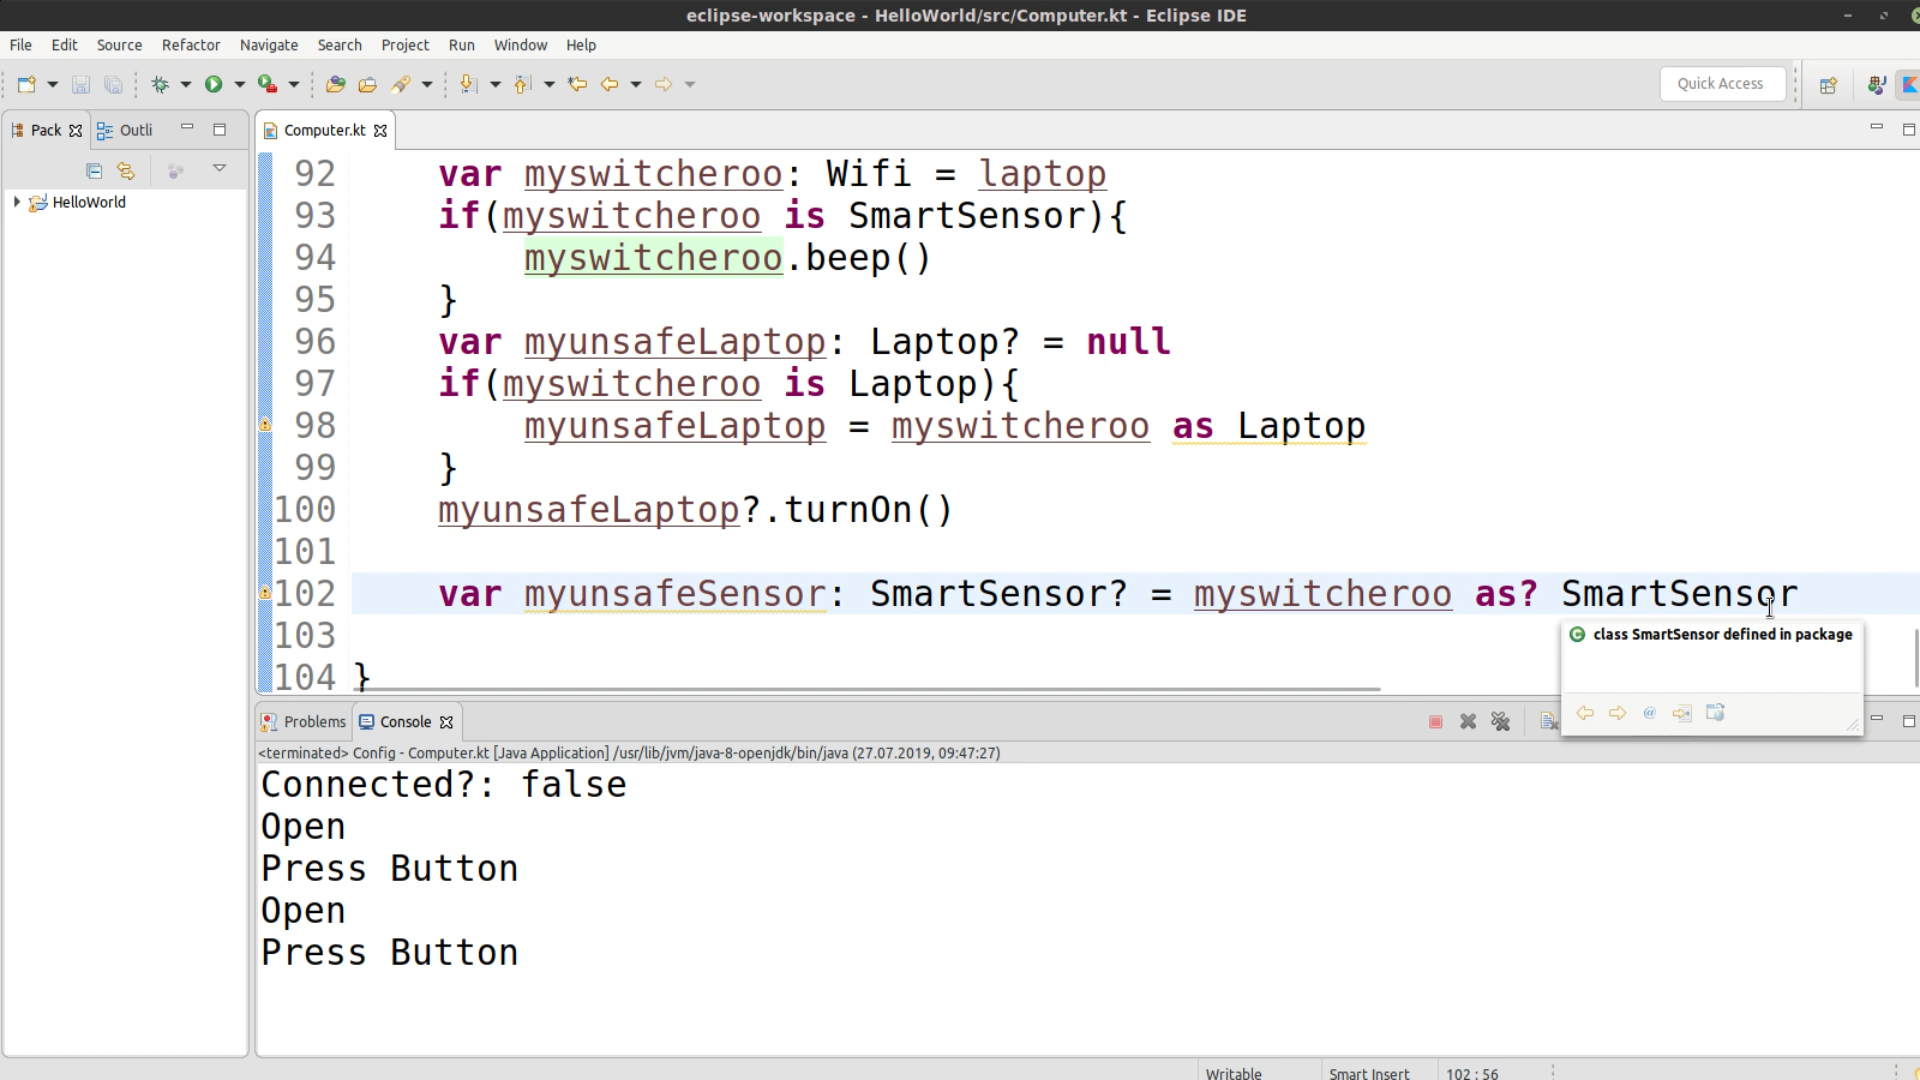 eclipse-workspace - HelloWorld/src/Computer.kt - Eclipse IDE
File Edit Source Refactor Navigate Search Project Run Window Help
Quick Access
Pack Outli
Computer.kt
HelloWorld
92 var myswitcheroo: Wifi = laptop
93 if(myswitcheroo is SmartSensor){
94 myswitcheroo.beep()
95 }
96 var myunsafeLaptop: Laptop? = null
97 if(myswitcheroo is Laptop){
98 myunsafeLaptop = myswitcheroo as Laptop
99 }
100 myunsafeLaptop?.turnOn()
101
102 var myunsafeSensor: SmartSensor? = myswitcheroo as? SmartSensor
103
104 }
class SmartSensor defined in package
Problems Console
<terminated> Config - Computer.kt [Java Application] /usr/lib/jvm/java-8-openjdk/bin/java (27.07.2019, 09:47:27)
Connected?: false
Open
Press Button
Open
Press Button
Writable Smart Insert 102 : 56